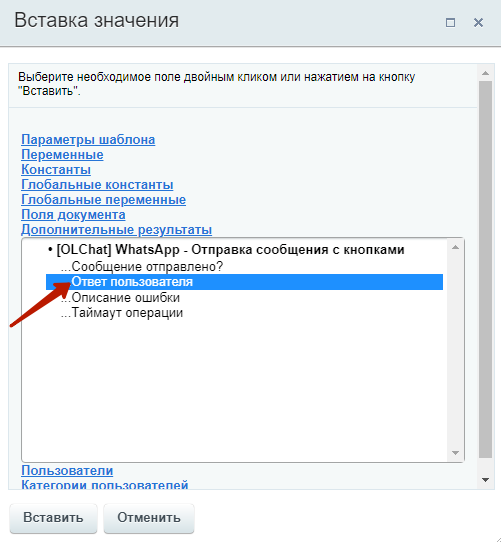 Вставка значения
Выберите необходимое поле двойным кликом или нажатием на кнопку
"Вставить".
Параметры шаблона
Переменные
Константы
Глобальные константы
Глобальные переменные
Поля документа
Дополнительные результаты
• [OLChat] WhatsApp - Отправка сообщения с кнопками
...Сообщение отправлено?
...Ответ пользователя
...Описание ошибки
...Таймаут операции
Пользователи
Категории пользователей
Вставить Отменить